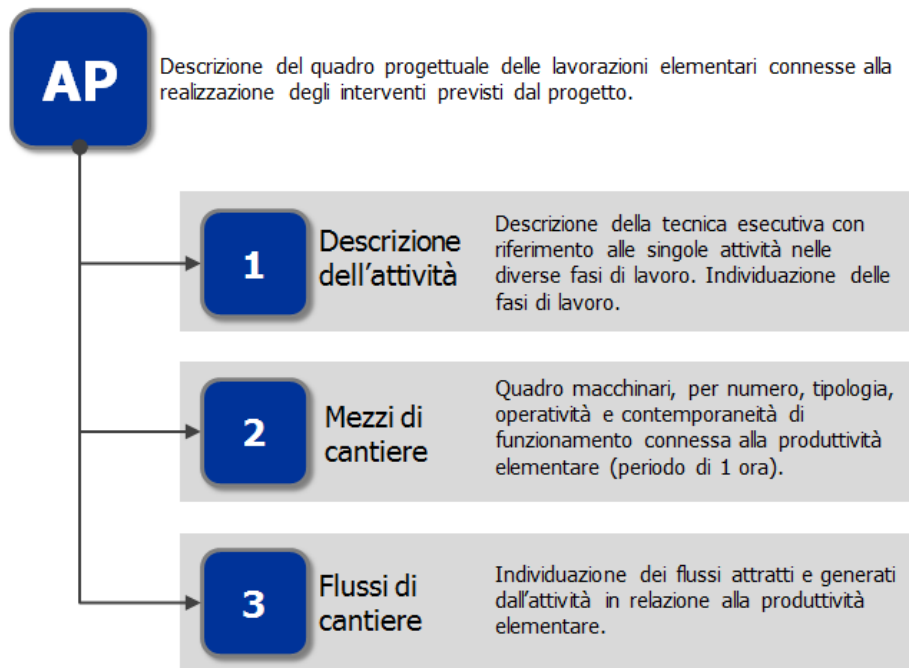 AP
Descrizione del quadro progettuale delle lavorazioni elementari connesse alla
realizzazione degli interventi previsti dal progetto.
1
Descrizione
dell'attività
Descrizione della tecnica esecutiva con
riferimento alle singole attività nelle
diverse fasi di lavoro. Individuazione delle
fasi di lavoro.
2
Mezzi di
cantiere
Quadro macchinari, per numero, tipologia,
operatività e contemporaneità di
funzionamento connessa alla produttività
elementare (periodo di 1 ora).
3
Flussi di
cantiere
Individuazione dei flussi attratti e generati
dall'attività in relazione alla produttività
elementare.